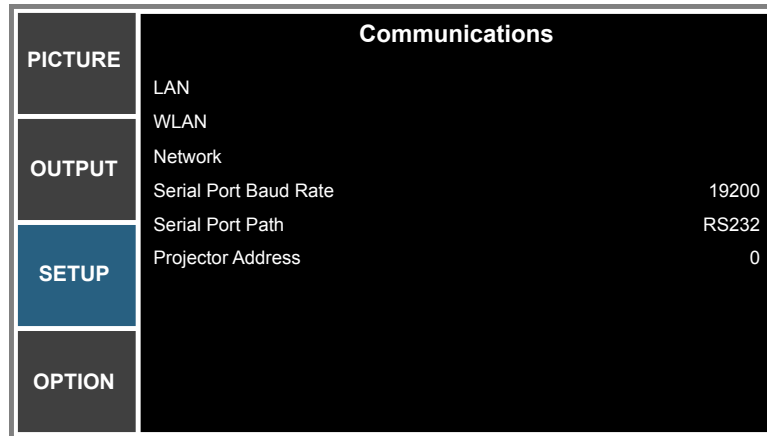 PICTURE
OUTPUT
SETUP
OPTION
Communications
LAN
WLAN
Network
Serial Port Baud Rate 19200
Serial Port Path RS232
Projector Address 0